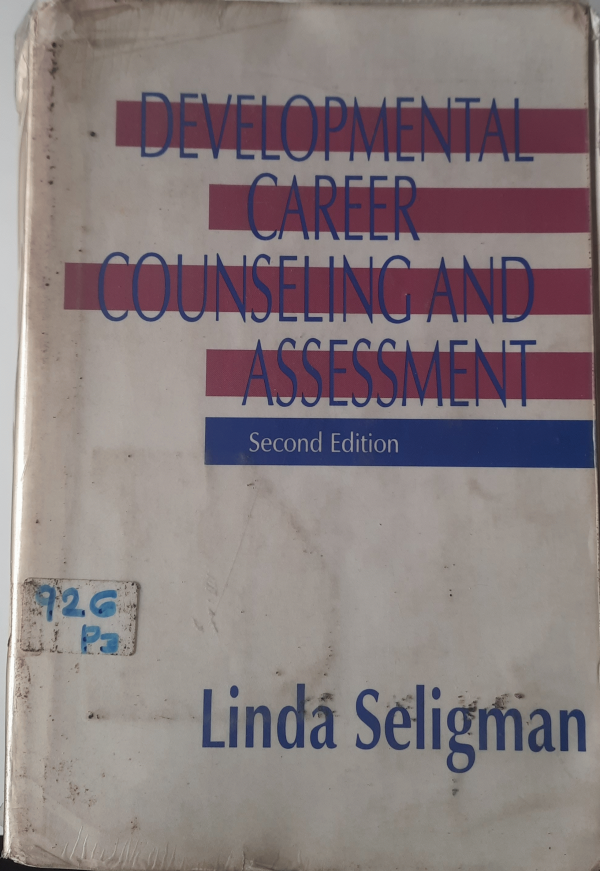 DEVELOPMENTAL
CAREER
COUNSELING AND
ASSESSMENT
Second Edition
926
P3
Linda Seligman